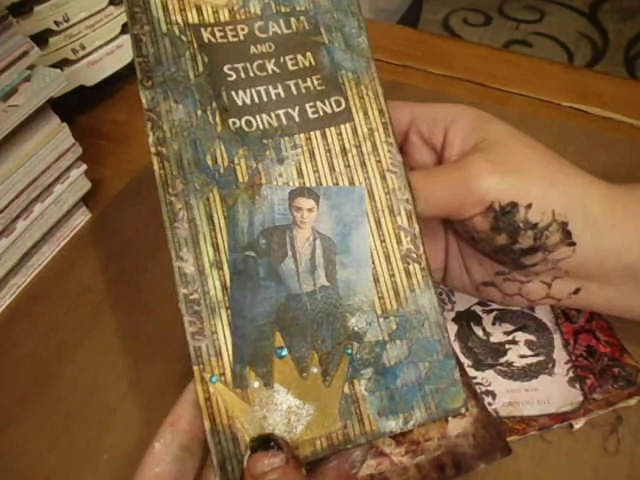 KEEP CALM
AND
STICK'EM
WITH THE
POINTY END